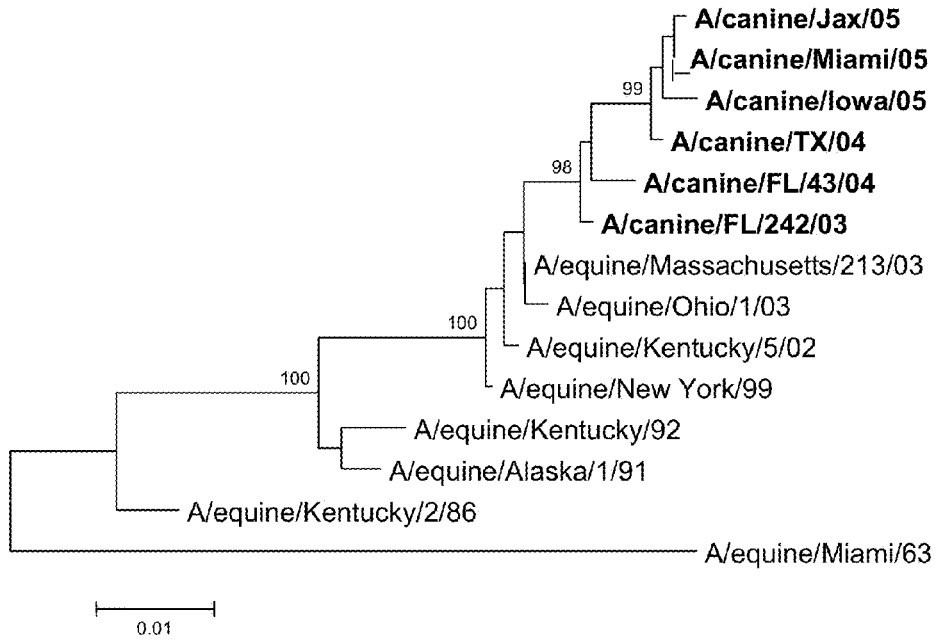 A/canine/Jax/05
A/canine/Miami/05
99
A/canine/Iowa/05
A/canine/TX/04
98
A/canine/FL/43/04
A/canine/FL/242/03
A/equine/Massachusetts/213/03
A/equine/Ohio/1/03
100
A/equine/Kentucky/5/02
100
A/equine/New York/99
A/equine/Kentucky/92
A/equine/Alaska/1/91
A/equine/Kentucky/2/86
A/equine/Miami/63
0.01